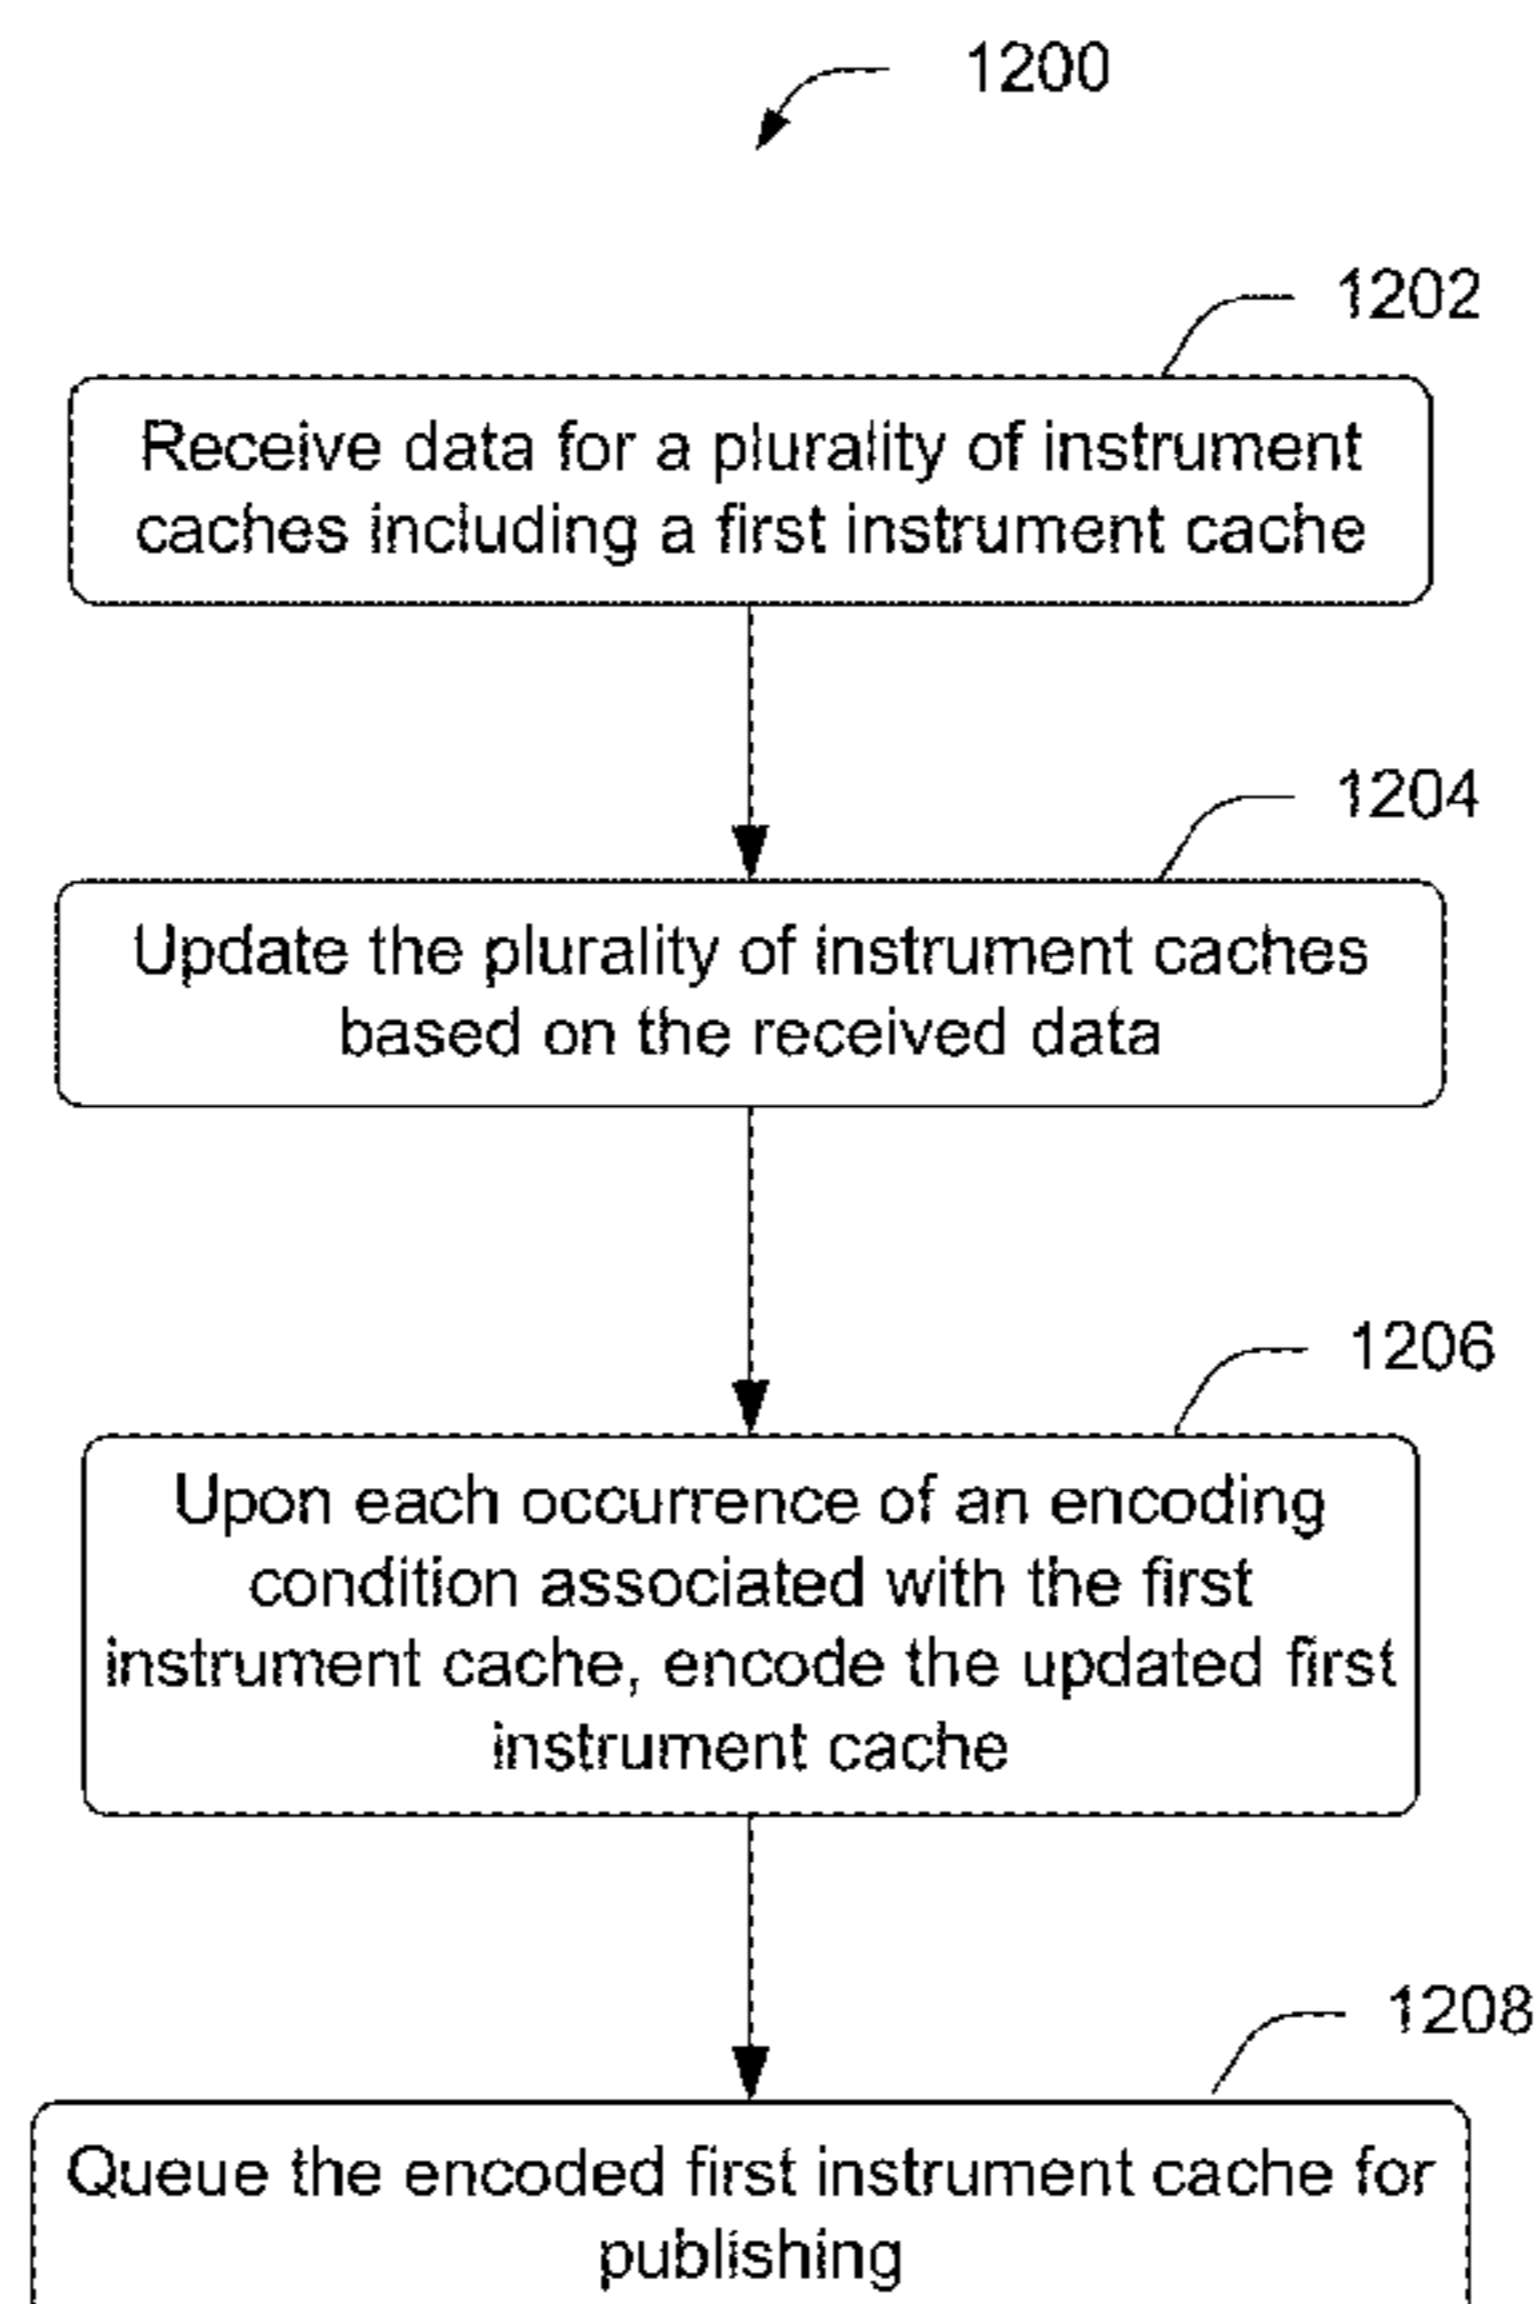 1200
1202
Receive data for a plurality of instrument
caches including a first instrument cache
1204
Update the plurality of instrument caches
based on the received data
1206
Upon each occurrence of an encoding
condition associated with the first
instrument cache, encode the updated first
instrument cache
1208
Queue the encoded first instrument cache for
publishing